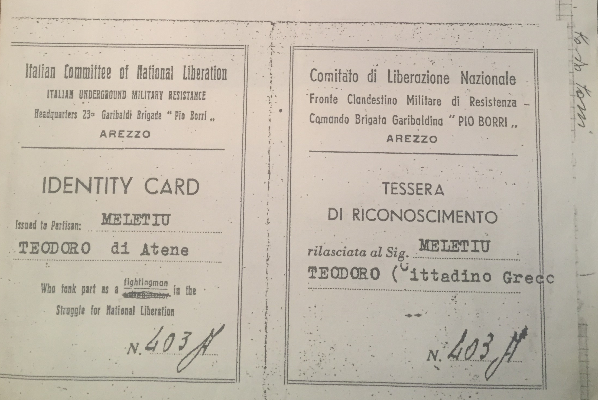 Italian Committee of National Liberation
ITALIAN UNDERGROUND MILITARY RESISTANCE
Headquarters 23º Garibaldi Brigade " Pio Borri „
AREZZO
IDENTITY CARD
Issued to Partisan: MELETIU
TEODORO di Atene
Who took part as a fightingman in the
Struggle for National Liberation
N. 403
Comitato di Liberazione Nazionale
Fronte Clandestino Militare di Resistenza -
Comando Brigata Garibaldina " PIO BORRI „
AREZZO
TESSERA
DI RICONOSCIMENTO
rilasciata al Sig. MELETIU
TEODORO (Cittadino Grecc
N. 403